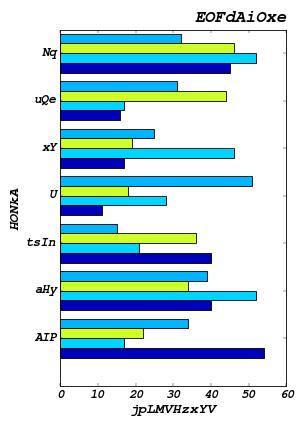 EOFdAiOxe
Nq
uQe
xY
U
tsIn
aHy
AIP
HONkA
0 10 20 30 40 50 60
jpLMVHzxYV